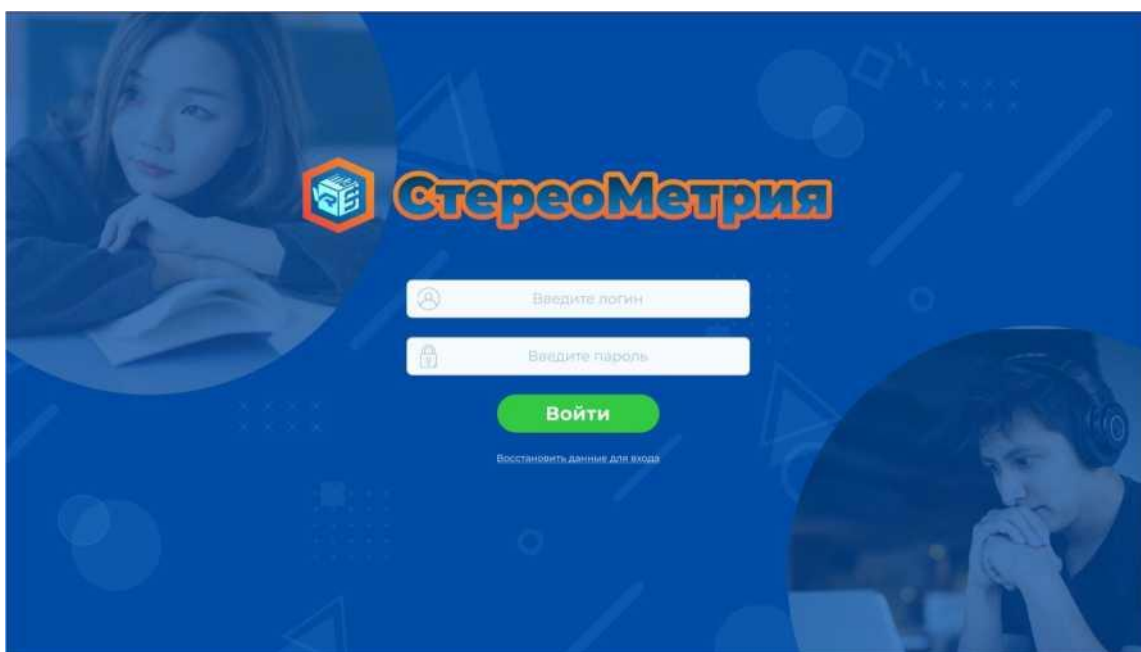 СтереоМетрия
Введите логин
Введите пароль
Войти
Восстановить данные для входа